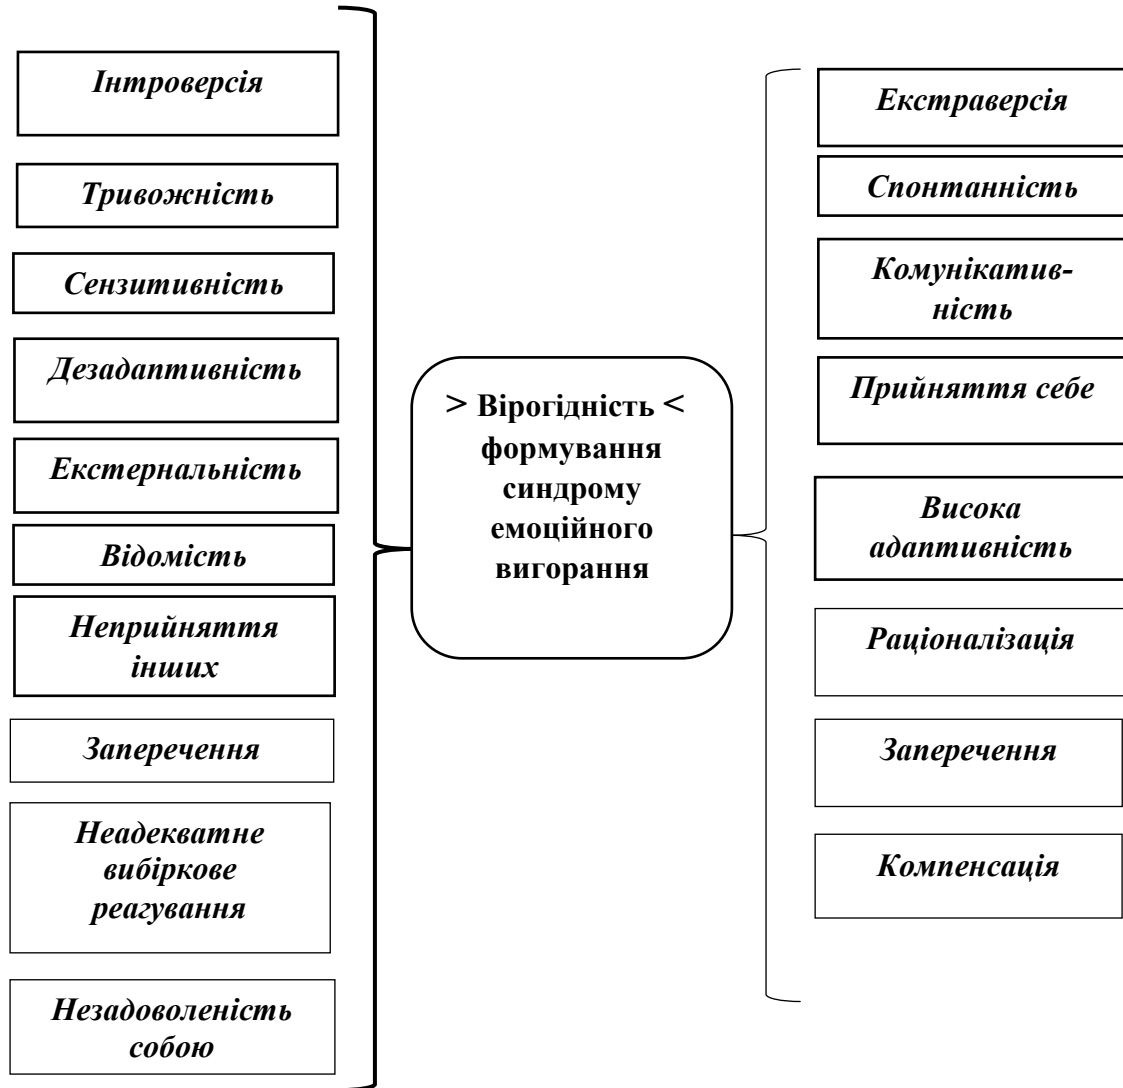 Інтроверсія
Тривожність
Сензитивність
Дезадаптивність
Екстернальність
Відомість
Неприйняття
інших
Заперечення
Неадекватне
вибіркове
реагування
Незадоволеність
собою
> Вірогідність <
формування
синдрому
емоційного
вигорання
Екстраверсія
Спонтанність
Комунікатив-
ність
Прийняття себе
Висока
адаптивність
Раціоналізація
Заперечення
Компенсація